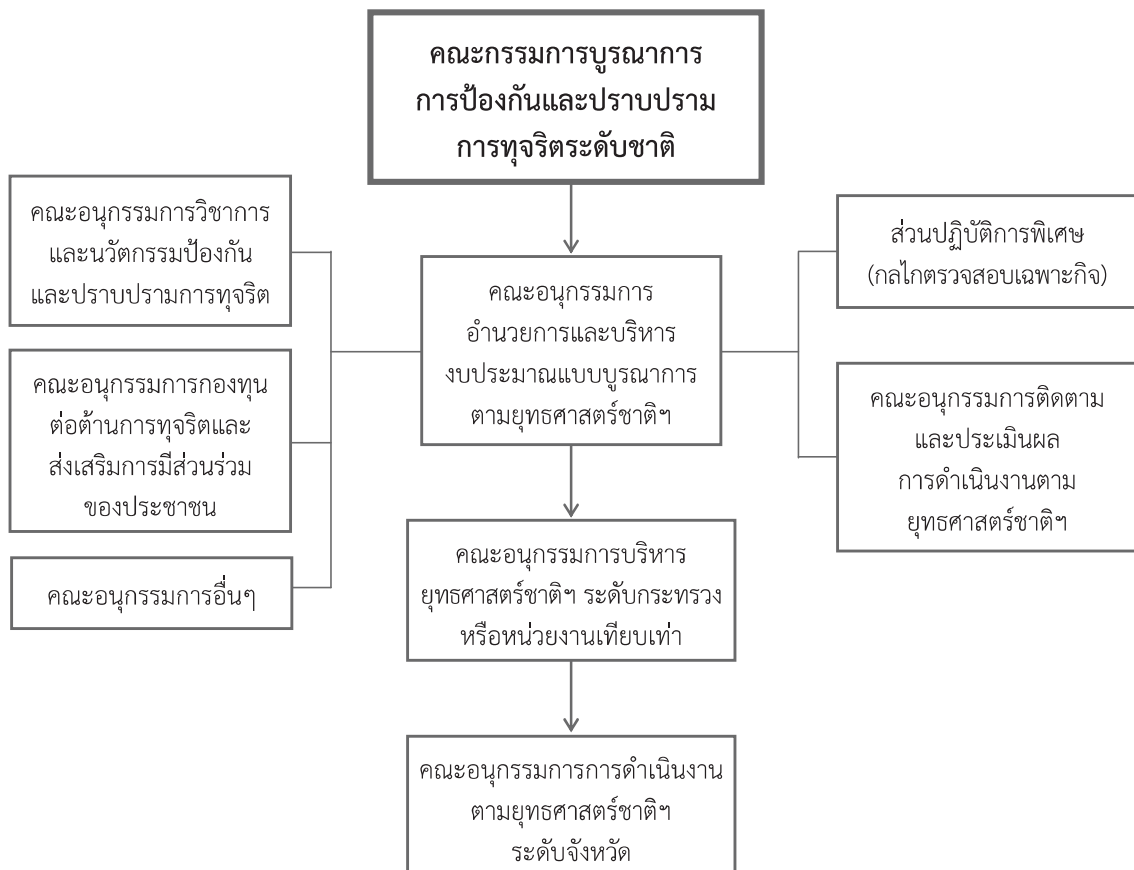 คณะกรรมการบูรณาการ
การป้องกันและปราบปราม
การทุจริตระดับชาติ
คณะอนุกรรมการวิชาการ
และนวัตกรรมป้องกัน
และปราบปรามการทุจริต
ส่วนปฏิบัติการพิเศษ
(กลไกตรวจสอบเฉพาะกิจ)
คณะอนุกรรมการ
อำนวยการและบริหาร
งบประมาณแบบบูรณาการ
ตามยุทธศาสตร์ชาติฯ
คณะอนุกรรมการกองทุน
ต่อต้านการทุจริตและ
ส่งเสริมการมีส่วนร่วม
ของประชาชน
คณะอนุกรรมการติดตาม
และประเมินผล
การดำเนินงานตาม
ยุทธศาสตร์ชาติฯ
คณะอนุกรรมการอื่นๆ
คณะอนุกรรมการบริหาร
ยุทธศาสตร์ชาติฯ ระดับกระทรวง
หรือหน่วยงานเทียบเท่า
คณะอนุกรรมการการดำเนินงาน
ตามยุทธศาสตร์ชาติฯ
ระดับจังหวัด